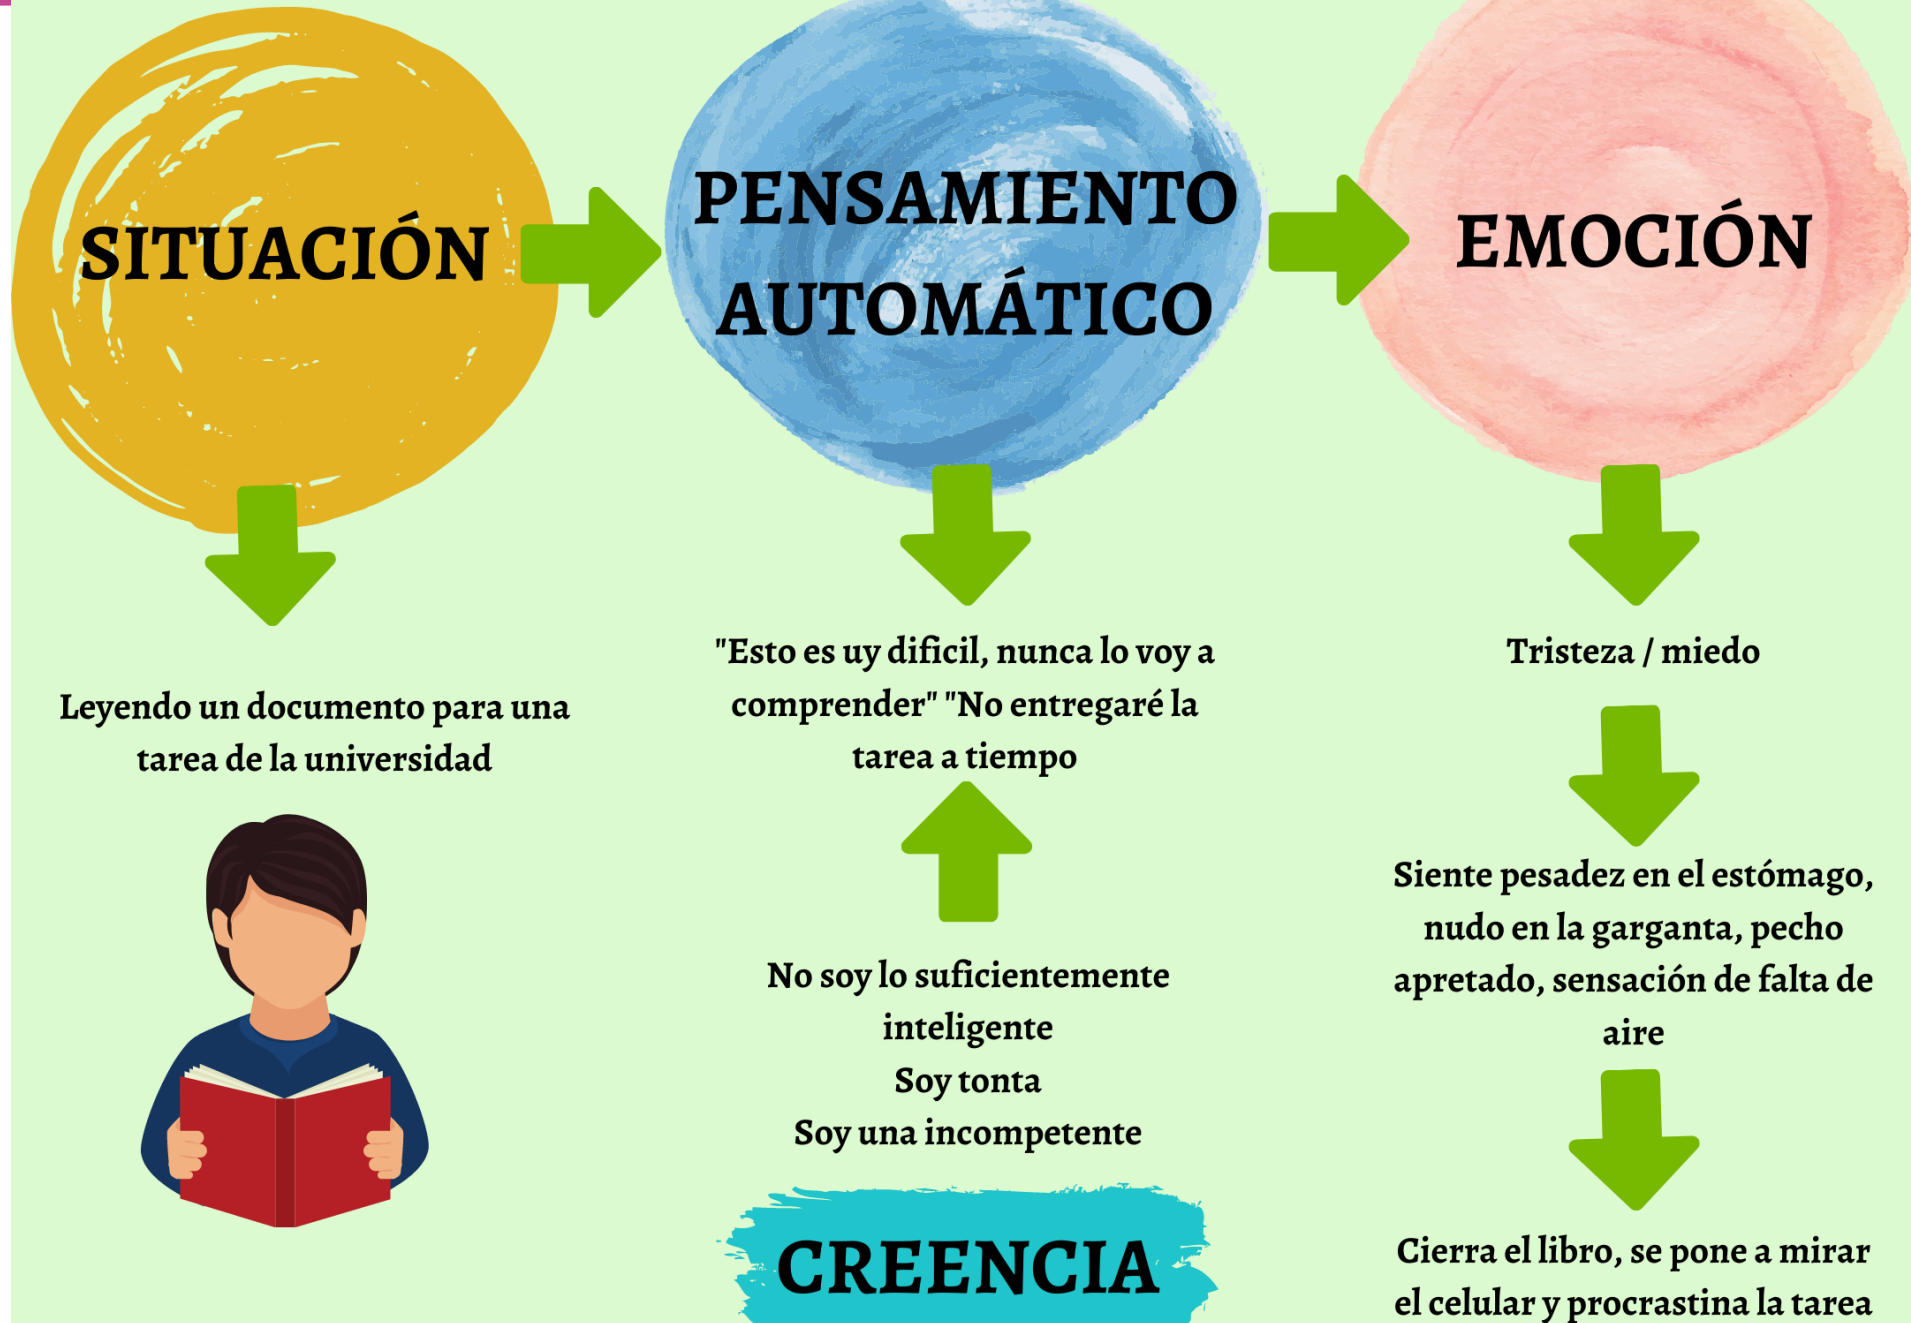 SITUACIÓN
PENSAMIENTO
AUTOMÁTICO
EMOCIÓN
Leyendo un documento para una
tarea de la universidad
"Esto es uy dificil, nunca lo voy a
comprender" "No entregaré la
tarea a tiempo
No soy lo suficientemente
inteligente
Soy tonta
Soy una incompetente
CREENCIA
Tristeza / miedo
Siente pesadez en el estómago,
nudo en la garganta, pecho
apretado, sensación de falta de
aire
Cierra el libro, se pone a mirar
el celular y procrastina la tarea